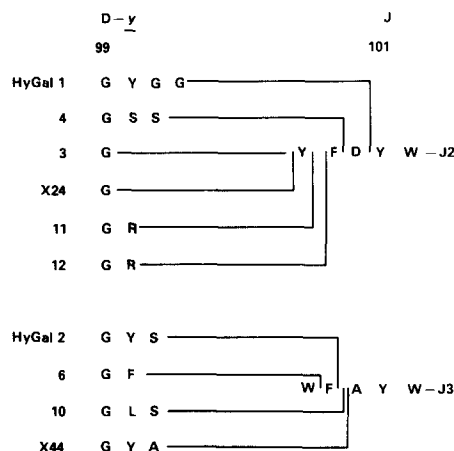 D – y J
99 101
HyGal 1 G Y G G
4 G S S
3 G Y F D Y W – J2
X24 G
11 G R
12 G R
HyGal 2 G Y S
6 G F
W F A Y W – J3
10 G L S
X44 G Y A